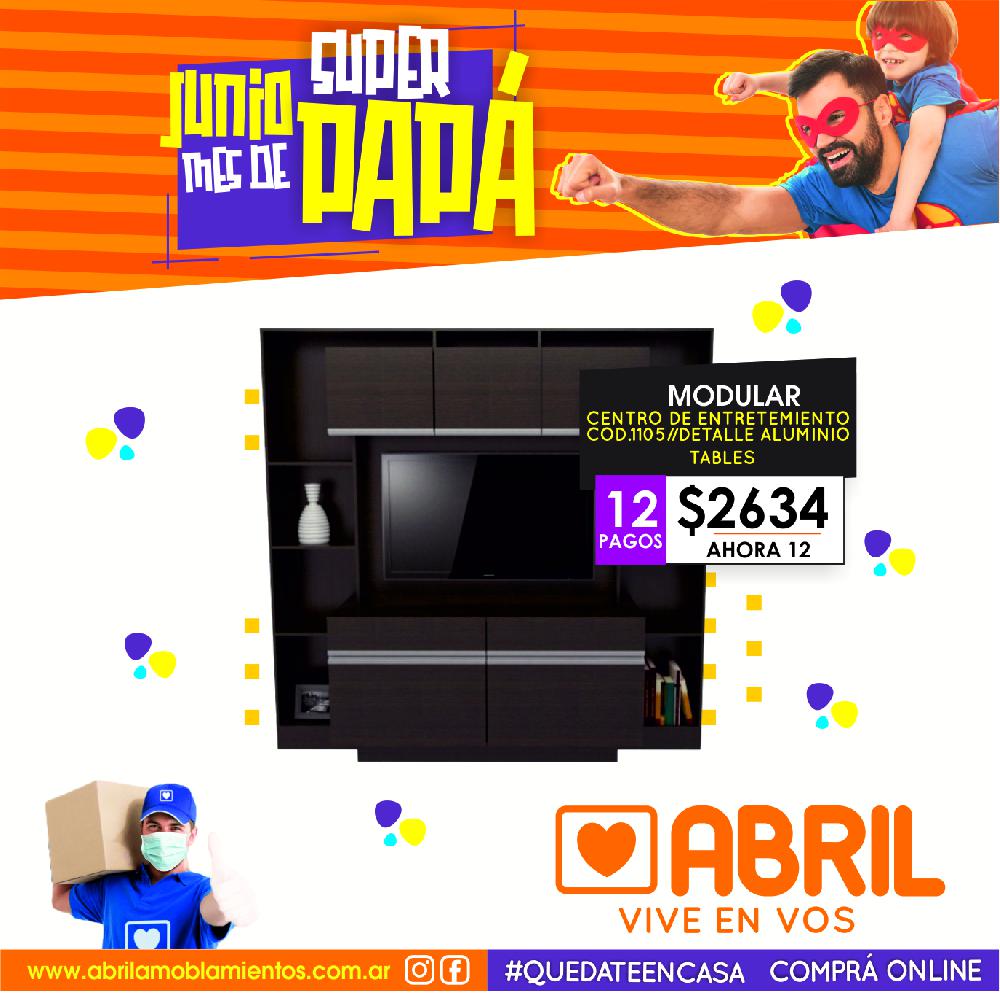 JUNIO
MES DE
SUPER
PAPÁ
MODULAR
CENTRO DE ENTRETEMIENTO
COD.1105//DETALLE ALUMINIO
TABLES
12
PAGOS
$2634
AHORA 12
ABRIL
VIVE EN VOS
www.abrilamoblamientos.com.ar
#QUEDATEENCASA COMPRÁ ONLINE